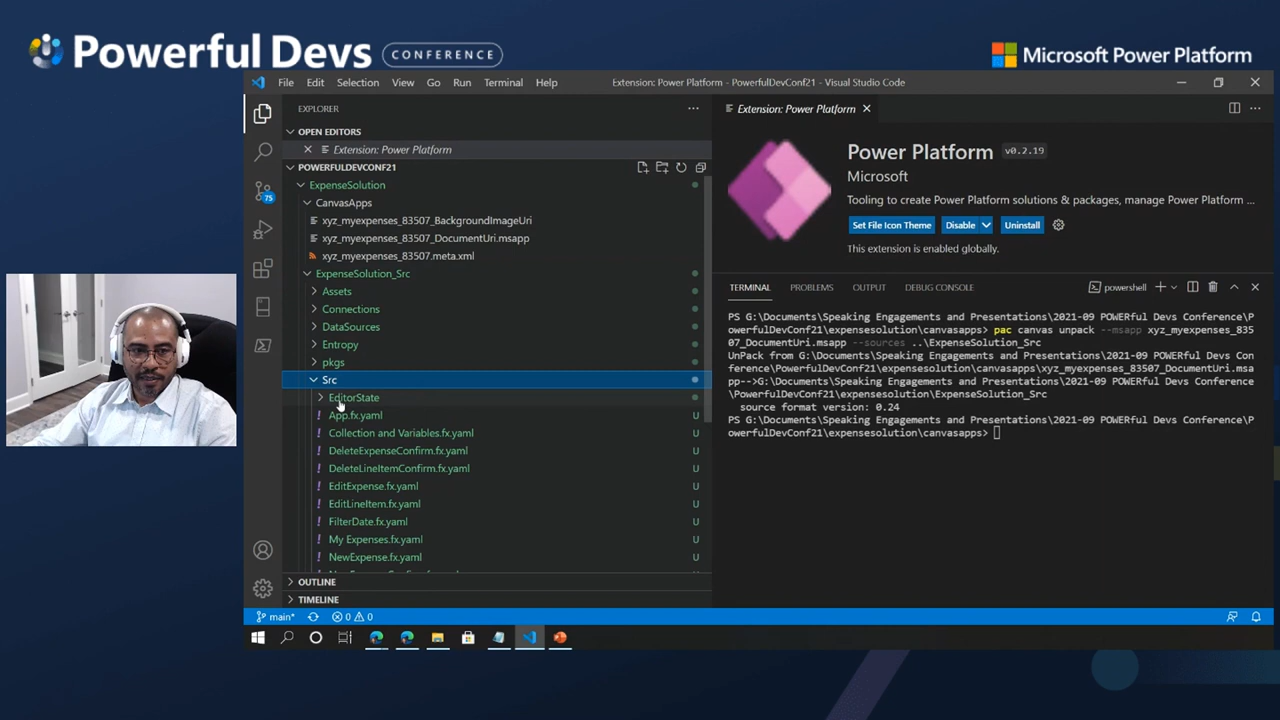 Powerful Devs CONFERENCE
Microsoft Power Platform
File Edit Selection View Go Run Terminal Help
Extension: Power Platform - PowerfulDevConf21 - Visual Studio Code
EXPLORER
OPEN EDITORS
Extension: Power Platform
POWERFULDEVCONF21
ExpenseSolution
CanvasApps
xyz_myexpenses_83507_BackgroundImageUri
xyz_myexpenses_83507_DocumentUri.msapp
xyz_myexpenses_83507.meta.xml
ExpenseSolution_Src
Assets
Connections
DataSources
Entropy
pkgs
Src
EditorState
App.fx.yaml U
Collection and Variables.fx.yaml U
DeleteExpenseConfirm.fx.yaml U
DeleteLineItemConfirm.fx.yaml U
EditExpense.fx.yaml U
EditLineItem.fx.yaml U
FilterDate.fx.yaml U
My Expenses.fx.yaml U
NewExpense.fx.yaml U
OUTLINE
TIMELINE
75
Extension: Power Platform
Power Platform v0.2.19
Microsoft
Tooling to create Power Platform solutions & packages, manage Power Platform ...
Set File Icon Theme Disable Uninstall
This extension is enabled globally.
TERMINAL PROBLEMS OUTPUT DEBUG CONSOLE powershell
PS G:\Documents\Speaking Engagements and Presentations\2021-09 POWERful Devs Conference\P
owerfulDevConf21\expensesolution\canvasapps> pac canvas unpack --msapp xyz_myexpenses_835
07_DocumentUri.msapp --sources ..\ExpenseSolution_Src
UnPack from G:\Documents\Speaking Engagements and Presentations\2021-09 POWERful Devs Con
ference\PowerfulDevConf21\expensesolution\canvasapps\xyz_myexpenses_83507_DocumentUri.msa
pp-->G:\Documents\Speaking Engagements and Presentations\2021-09 POWERful Devs Conference
\PowerfulDevConf21\expensesolution\ExpenseSolution_Src
source format version: 0.24
PS G:\Documents\Speaking Engagements and Presentations\2021-09 POWERful Devs Conference\P
owerfulDevConf21\expensesolution\canvasapps>
main* 0 0